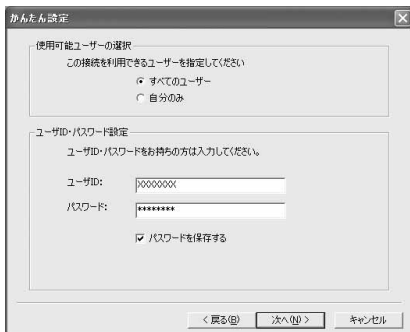 かんたん設定
使用可能ユーザーの選択
この接続を利用できるユーザーを指定してください
すべてのユーザー
自分のみ
ユーザID・パスワード設定
ユーザID・パスワードをお持ちの方は入力してください。
ユーザID: XXXXXXX
パスワード: ********
パスワードを保存する
< 戻る(B) 次へ(N) > キャンセル